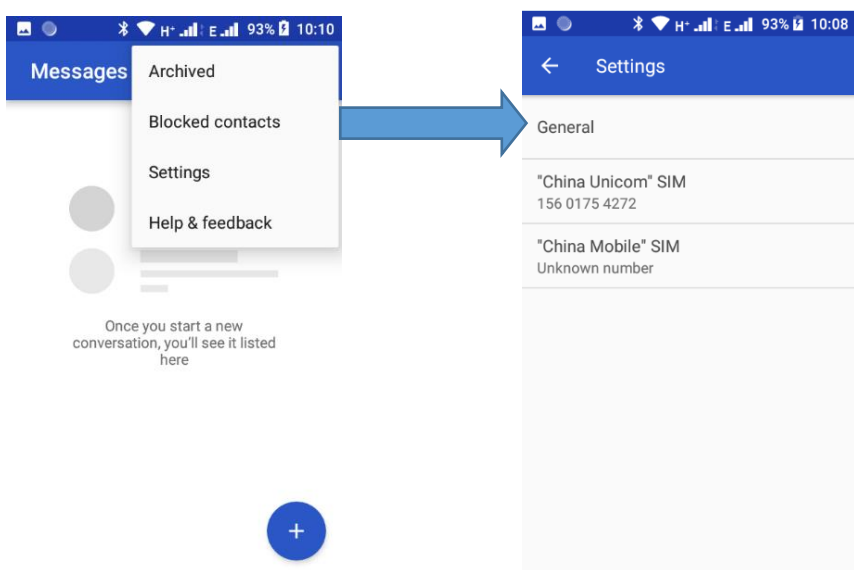 H+ E 93% 10:10
Messages
Archived
Blocked contacts
Settings
Help & feedback
Once you start a new
conversation, you'll see it listed
here
+
H+ E 93% 10:08
Settings
General
"China Unicom" SIM
156 0175 4272
"China Mobile" SIM
Unknown number